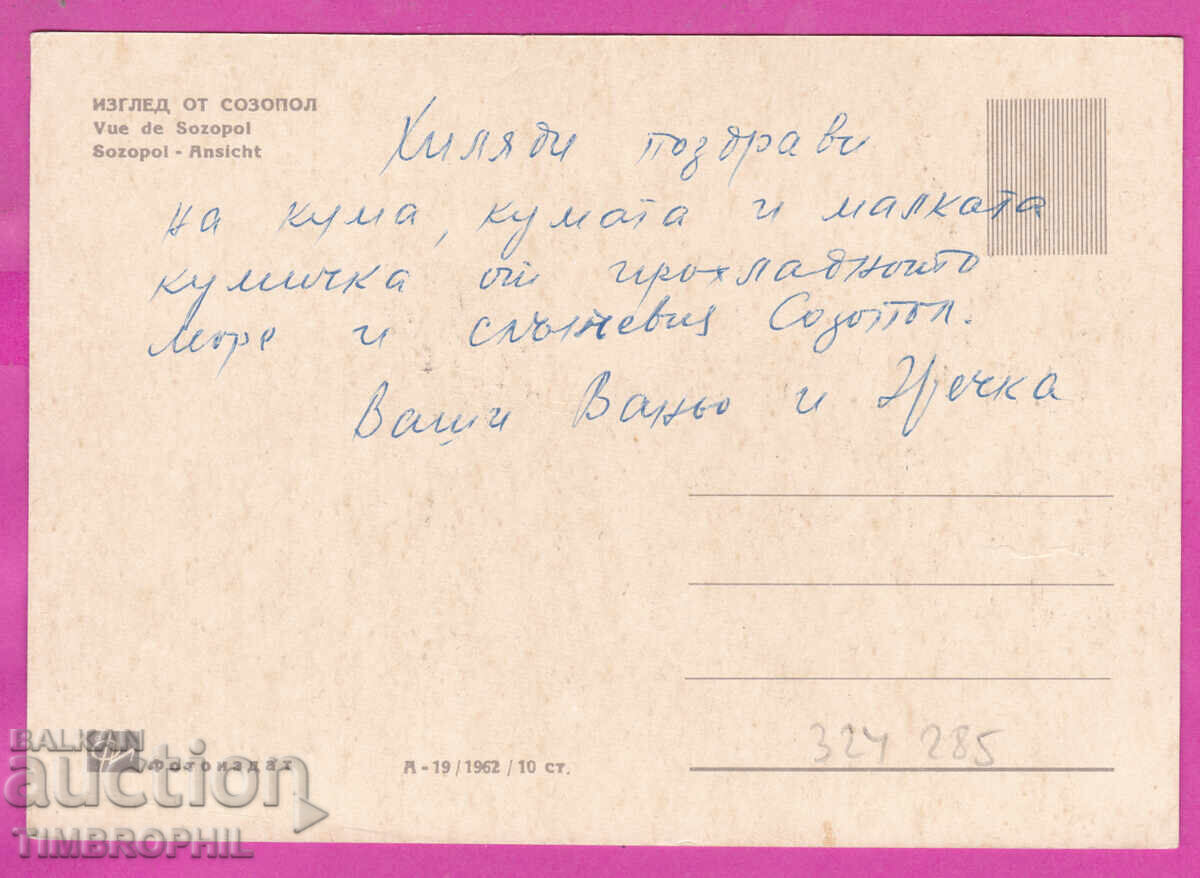 ИЗГЛЕД ОТ СОЗОПОЛ
Vue de Sozopol
Sozopol - Ansicht
Хиляди поздрави
на кума, кумата и малката
кумичка от прохладното
море и слънчевия Созопол.
Ваши Ваньо и
324 285
Фотоиздат
А-19/1962/10 ст.
BALKAN
auction
TIMBROPHIL